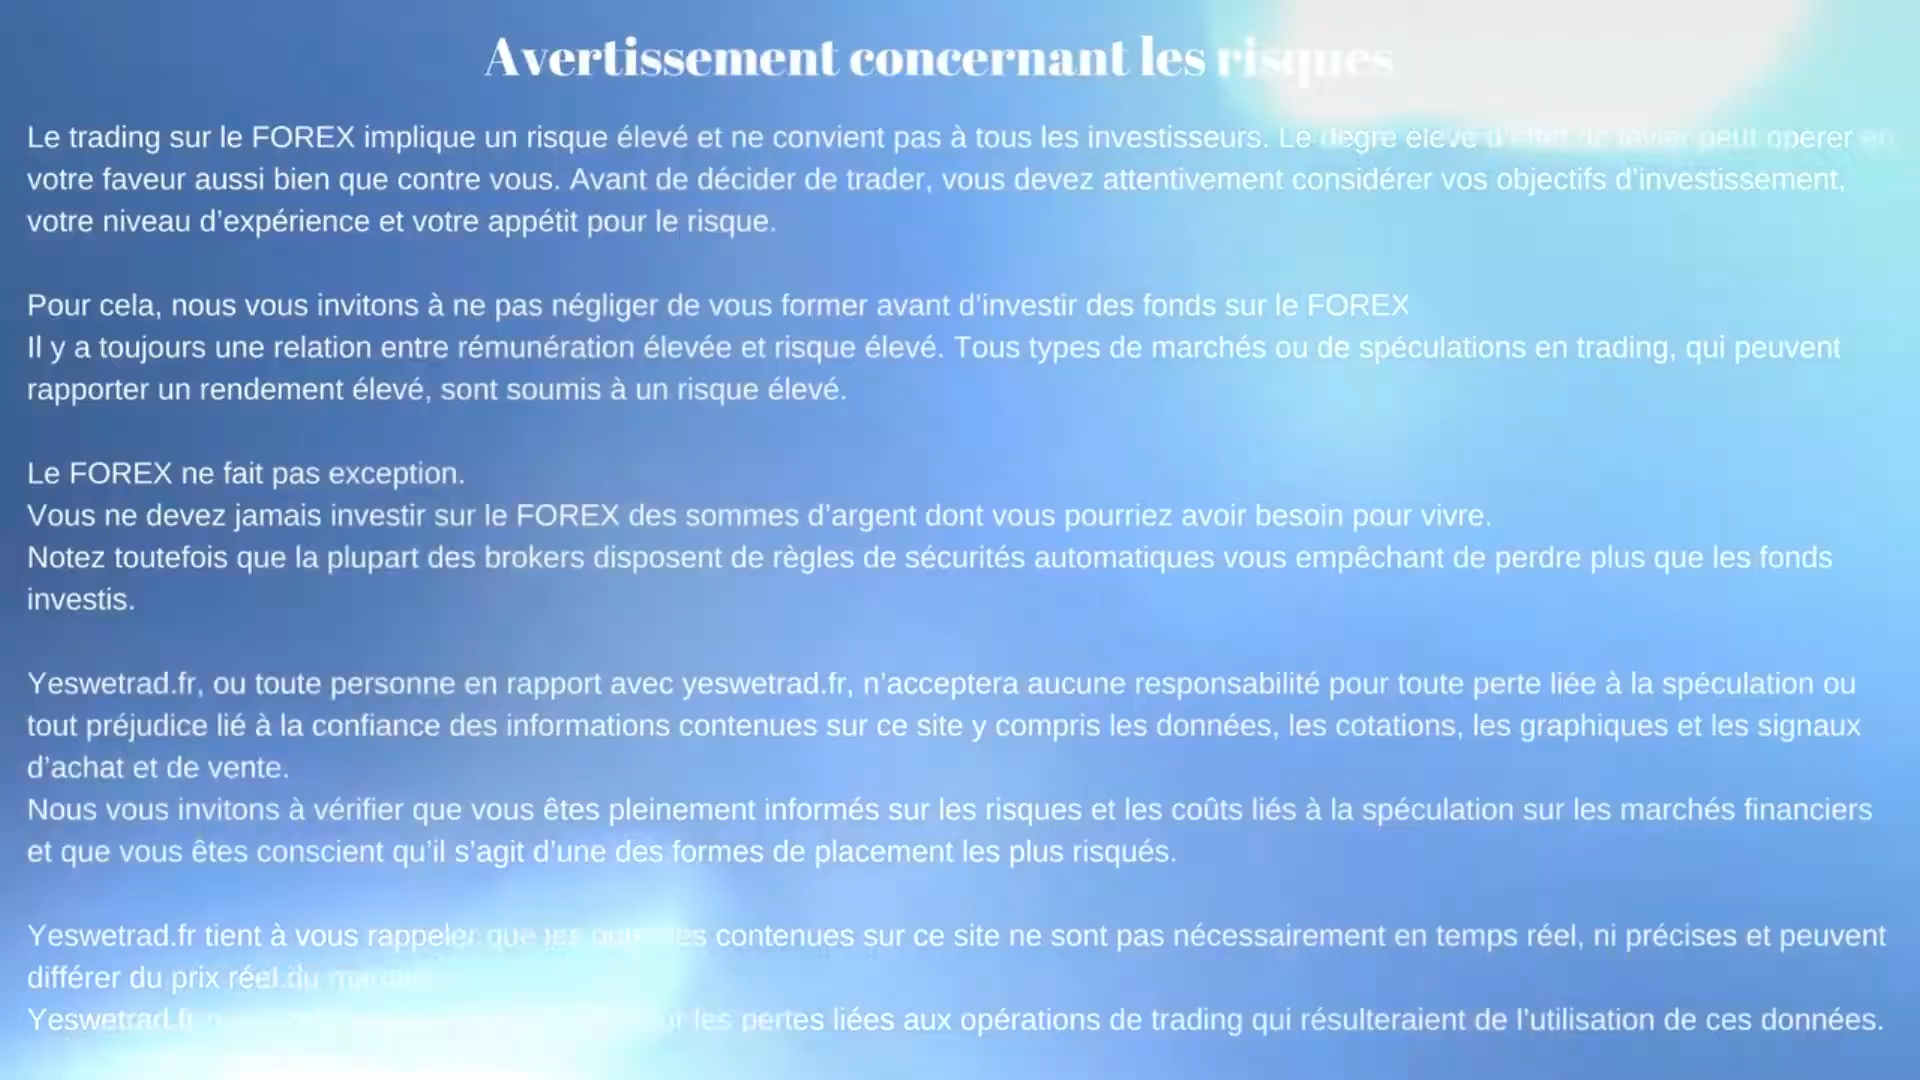 Avertissement concernant les risques
Le trading sur le FOREX implique un risque élevé et ne convient pas à tous les investisseurs. Le degré élevé d'effet de levier peut opérer en
votre faveur aussi bien que contre vous. Avant de décider de trader, vous devez attentivement considérer vos objectifs d'investissement,
votre niveau d'expérience et votre appétit pour le risque.
Pour cela, nous vous invitons à ne pas négliger de vous former avant d'investir des fonds sur le FOREX
Il y a toujours une relation entre rémunération élevée et risque élevé. Tous types de marchés ou de spéculations en trading, qui peuvent
rapporter un rendement élevé, sont soumis à un risque élevé.
Le FOREX ne fait pas exception.
Vous ne devez jamais investir sur le FOREX des sommes d'argent dont vous pourriez avoir besoin pour vivre.
Notez toutefois que la plupart des brokers disposent de règles de sécurités automatiques vous empêchant de perdre plus que les fonds
investis.
Yeswetrad.fr, ou toute personne en rapport avec yeswetrad.fr, n'acceptera aucune responsabilité pour toute perte liée à la spéculation ou
tout préjudice lié à la confiance des informations contenues sur ce site y compris les données, les cotations, les graphiques et les signaux
d'achat et de vente.
Nous vous invitons à vérifier que vous êtes pleinement informés sur les risques et les coûts liés à la spéculation sur les marchés financiers
et que vous êtes conscient qu'il s'agit d'une des formes de placement les plus risqués.
Yeswetrad.fr tient à vous rappeler que les contenues sur ce site ne sont pas nécessairement en temps réel, ni précises et peuvent
différer du prix réel du
Yeswetrad.fr les pertes liées aux opérations de trading qui résulteraient de l'utilisation de ces données.